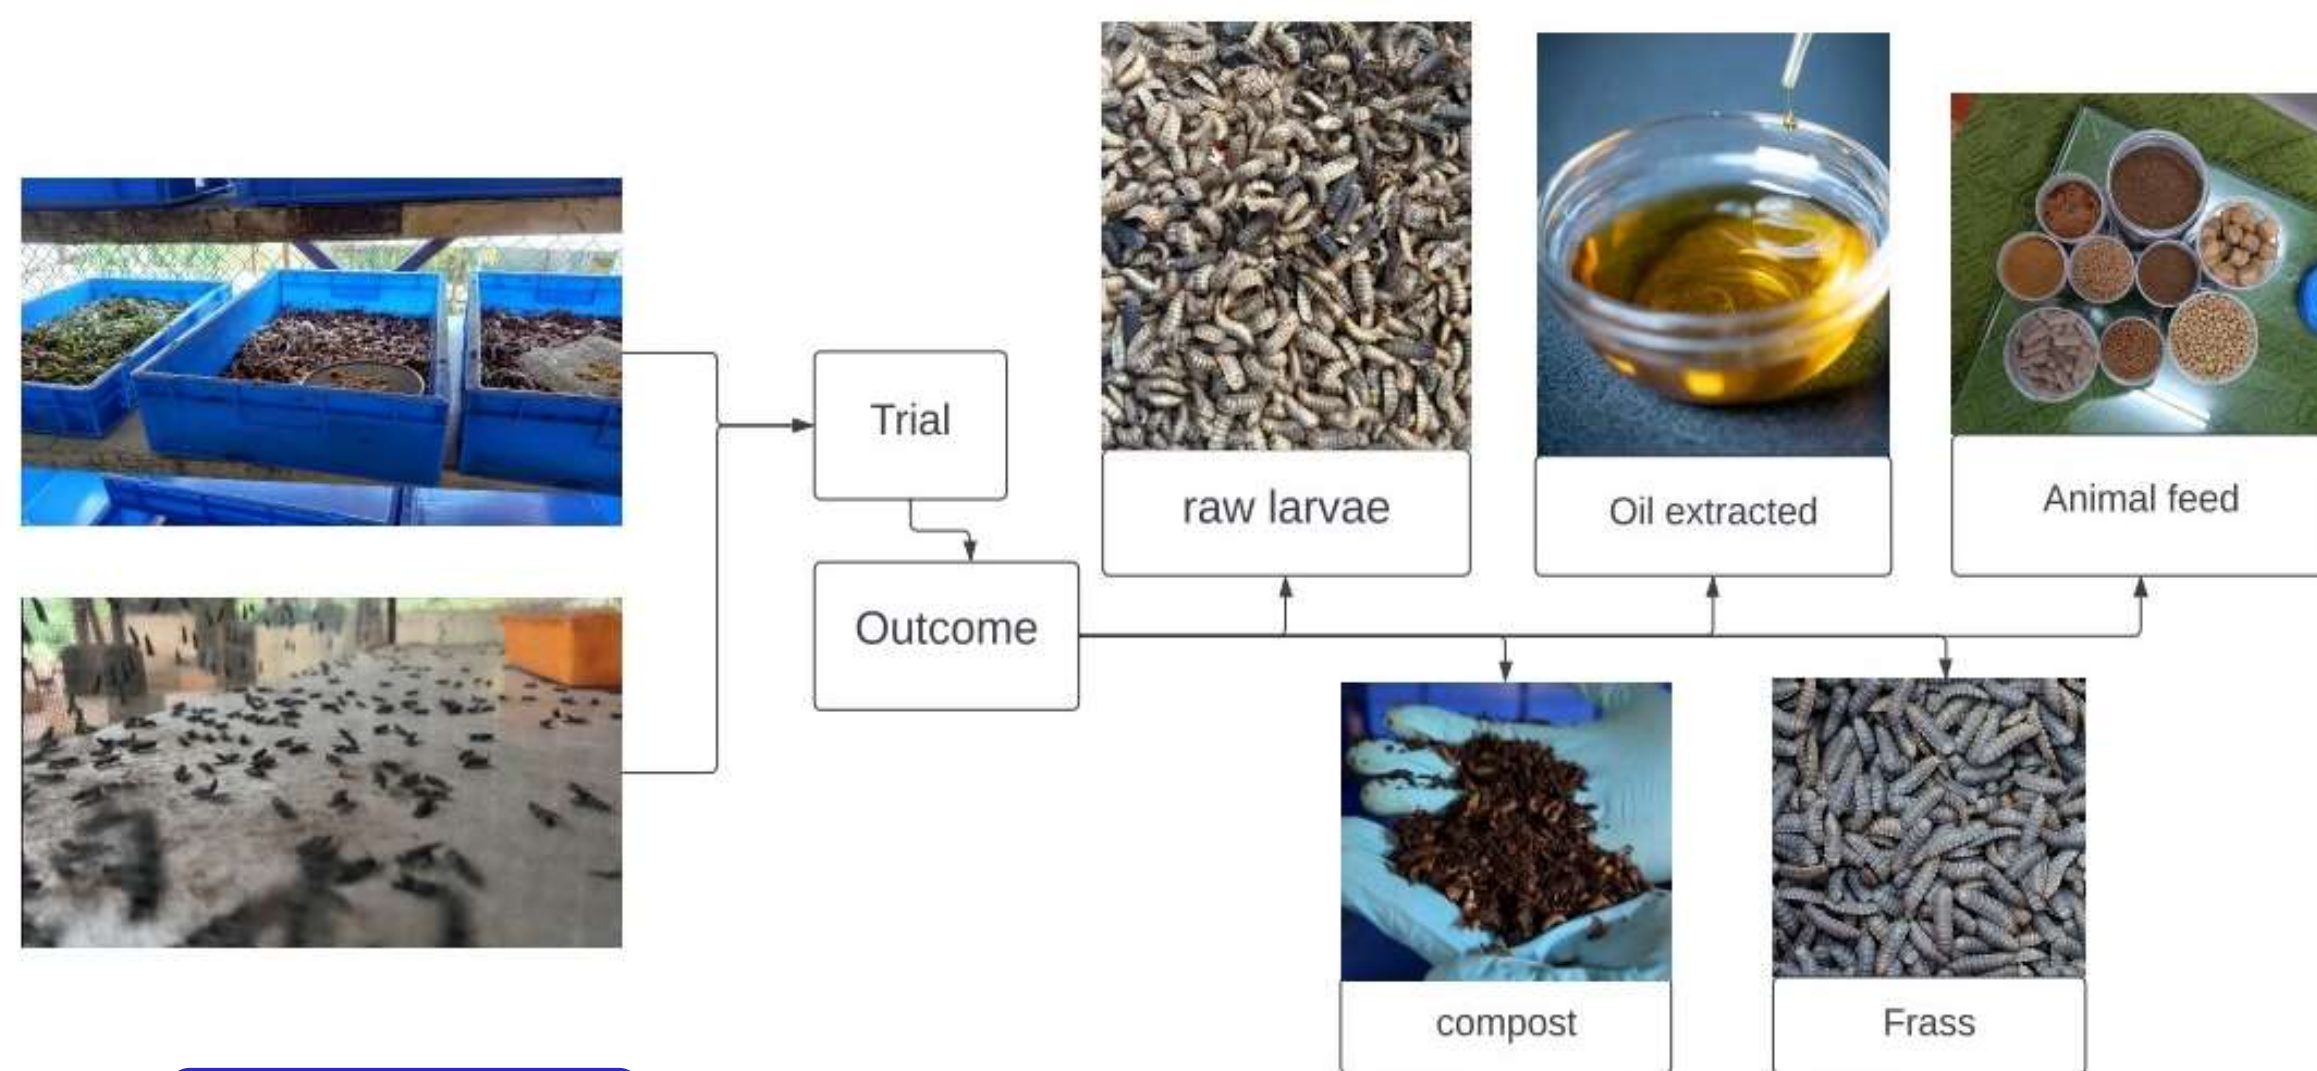 Trial
Outcome
raw larvae
Oil extracted
Animal feed
compost
Frass